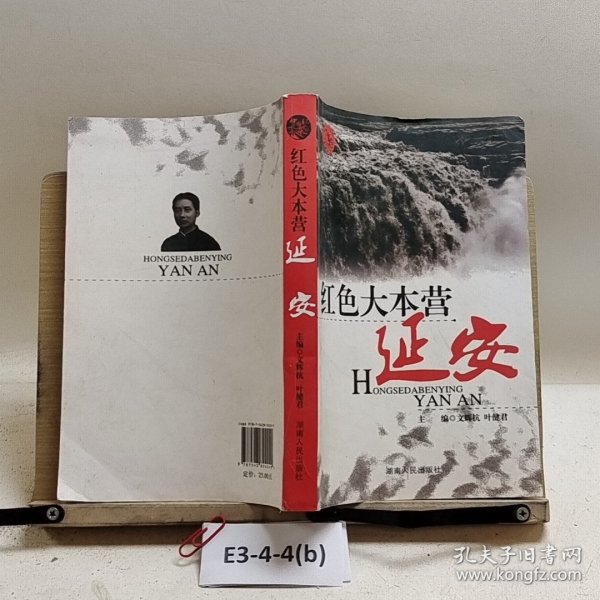 HONGSEDABENYING
YAN AN
定价：25.00元
红色大本营
延安
主编◎文辉抗 叶健君
湖南人民出版社
红色大本营
延安
HONGSEDABENYING
YAN AN
主 编◎文辉抗 叶健君
湖南人民出版社
E3-4-4(b)
孔夫子旧书网
www.kongfz.com